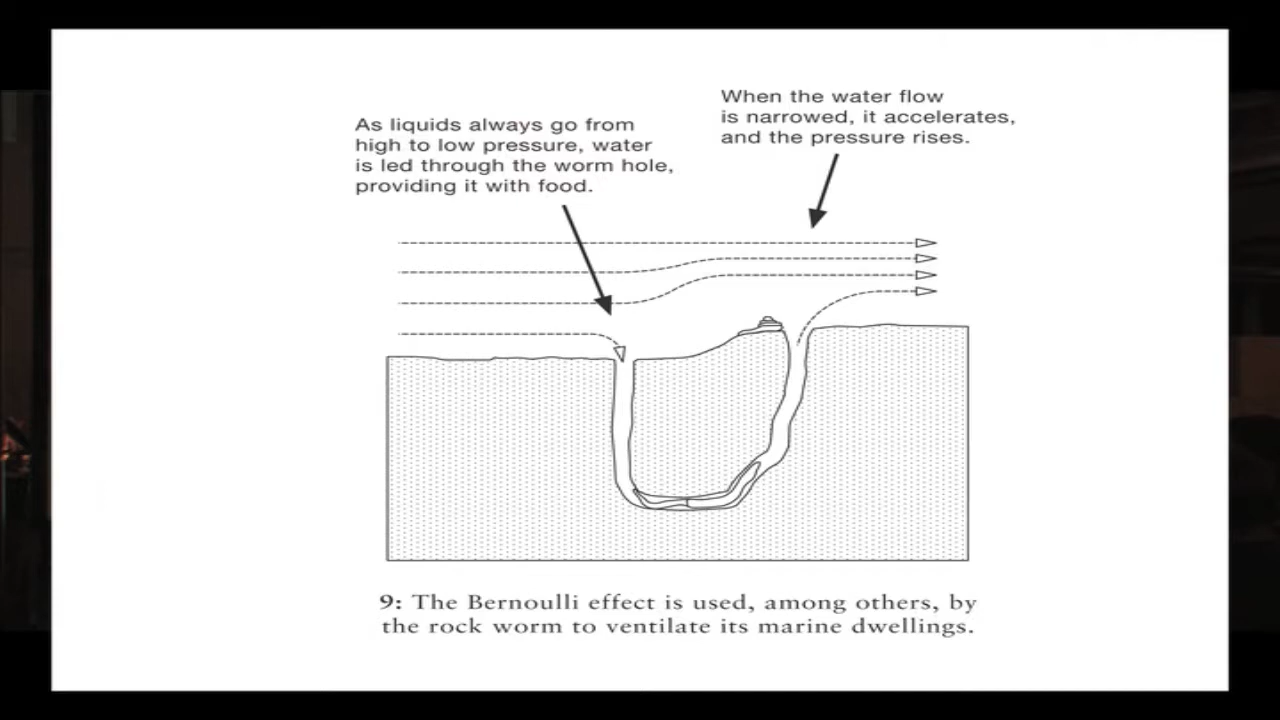 As liquids always go from
high to low pressure, water
is led through the worm hole,
providing it with food.
When the water flow
is narrowed, it accelerates,
and the pressure rises.
9: The Bernoulli effect is used, among others, by
the rock worm to ventilate its marine dwellings.